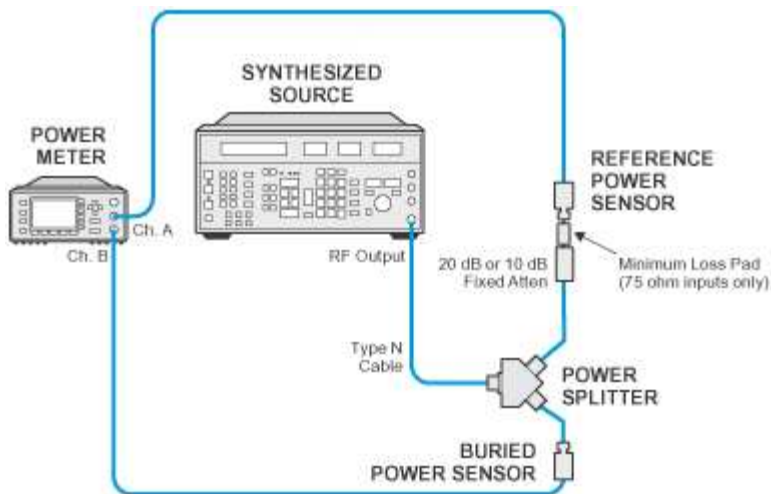 SYNTHESIZED
SOURCE
POWER
METER
REFERENCE
POWER
SENSOR
Ch. A
Ch. B
RF Output
20 dB or 10 dB
Fixed Atten
Minimum Loss Pad
(75 ohm inputs only)
Type N
Cable
POWER
SPLITTER
BURIED
POWER SENSOR